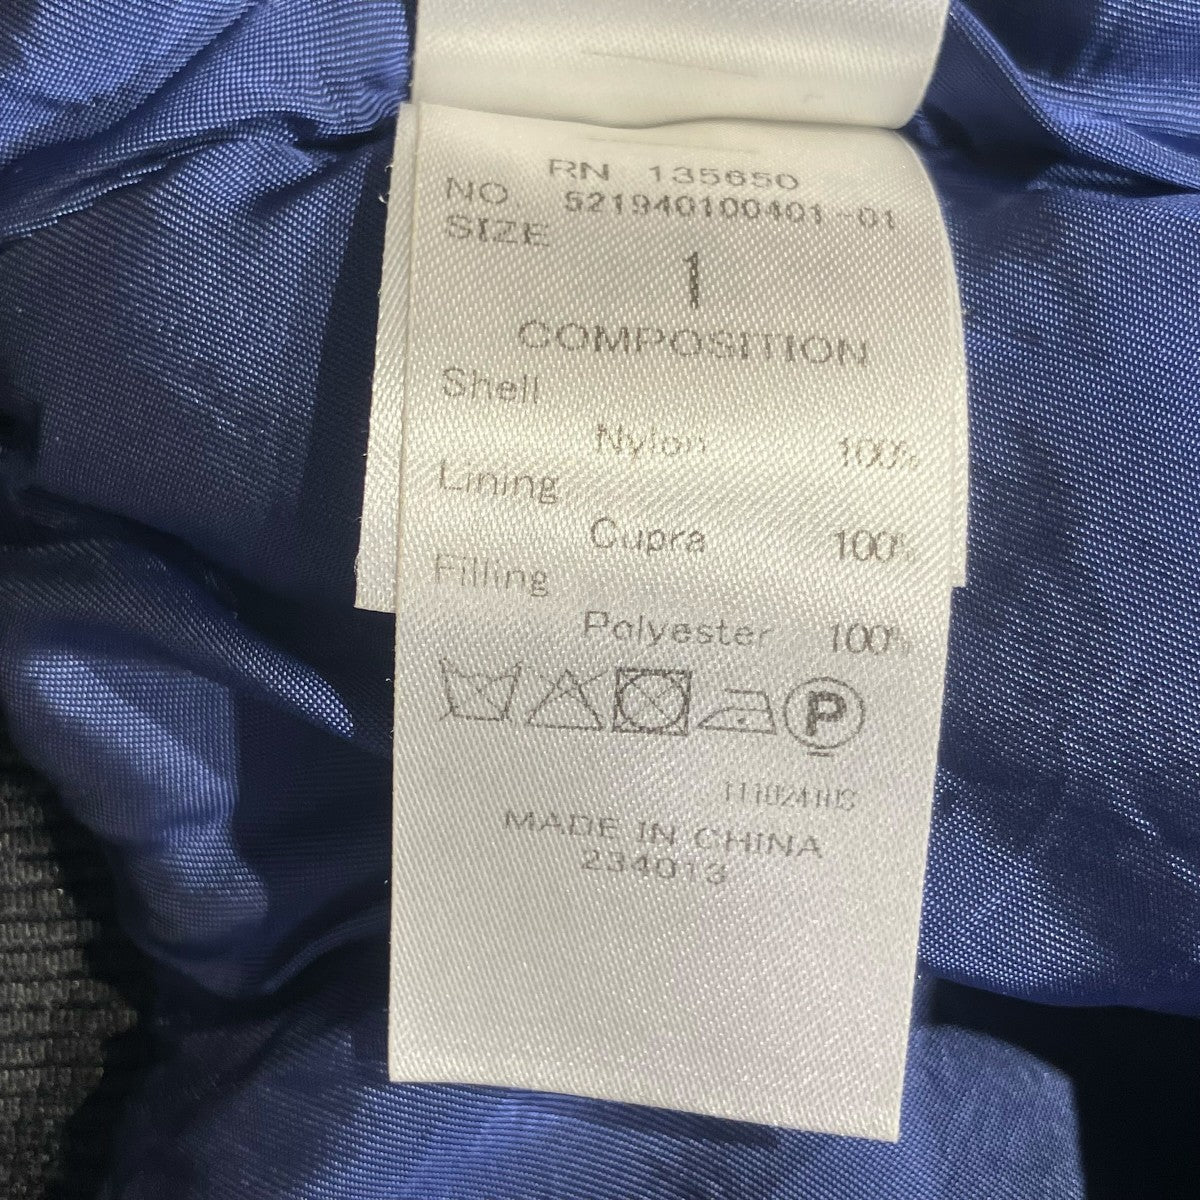 RN 135650
NO. 521940100401-01
SIZE
1
COMPOSITION
Shell
Nylon 100%
Lining
Cupra 100%
Filling
Polyester 100%
P
MADE IN CHINA
234013